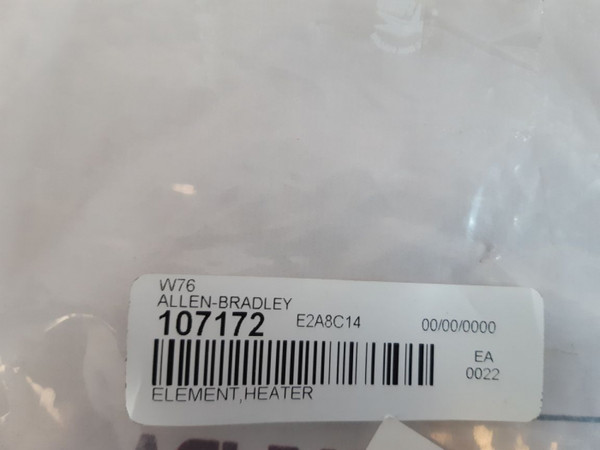 W76
ALLEN-BRADLEY
107172 E2A8C14 00/00/0000
EA
0022
ELEMENT,HEATER